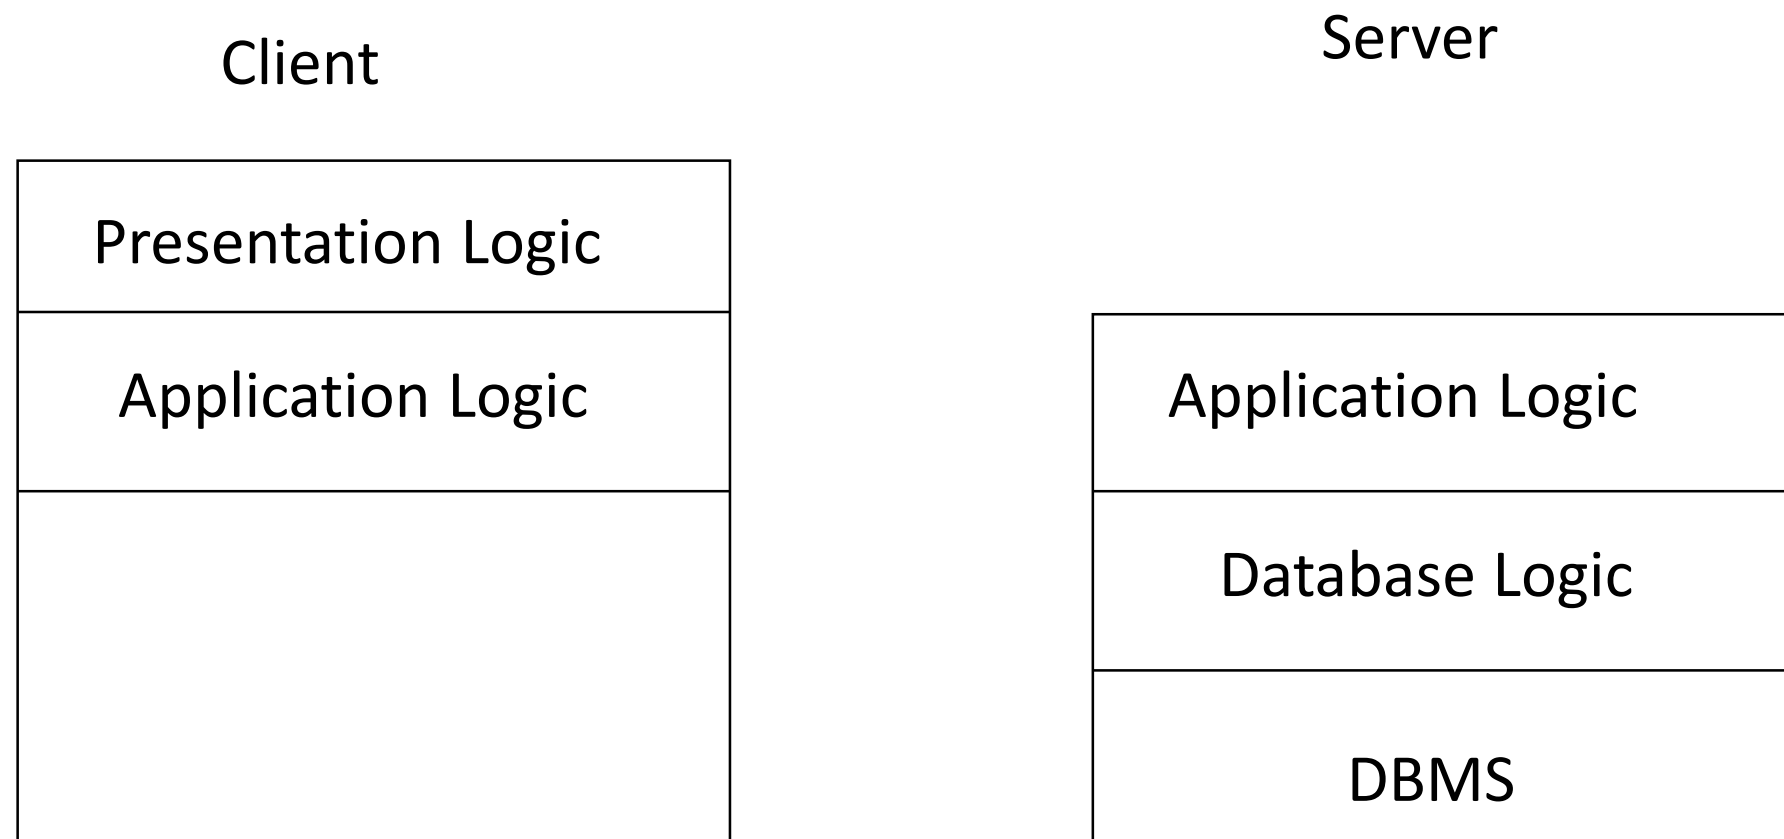 Client
Server
Presentation Logic
Application Logic
Application Logic
Database Logic
DBMS